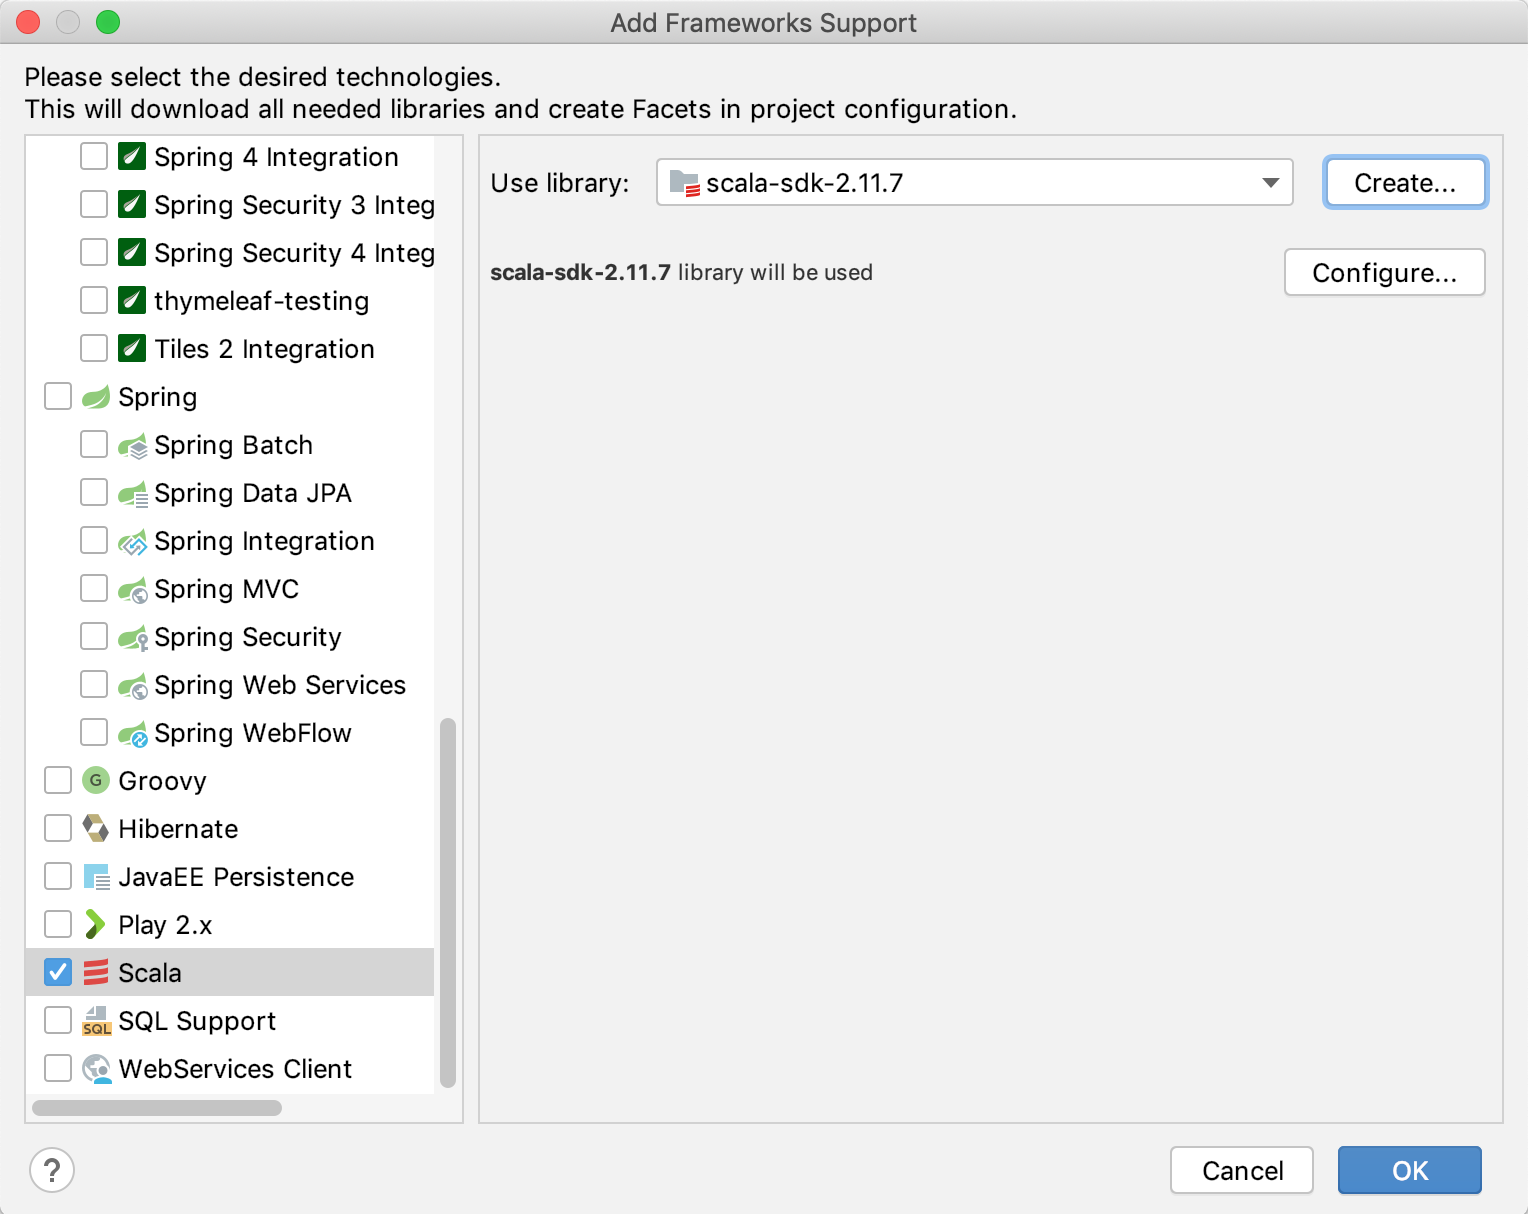 Add Frameworks Support
Please select the desired technologies.
This will download all needed libraries and create Facets in project configuration.
Spring 4 Integration
Spring Security 3 Integ
Spring Security 4 Integ
thymeleaf-testing
Tiles 2 Integration
Spring
Spring Batch
Spring Data JPA
Spring Integration
Spring MVC
Spring Security
Spring Web Services
Spring WebFlow
G Groovy
Hibernate
JavaEE Persistence
Play 2.x
Scala
SQL SQL Support
WebServices Client
Use library: scala-sdk-2.11.7 Create...
scala-sdk-2.11.7 library will be used Configure...
? Cancel OK